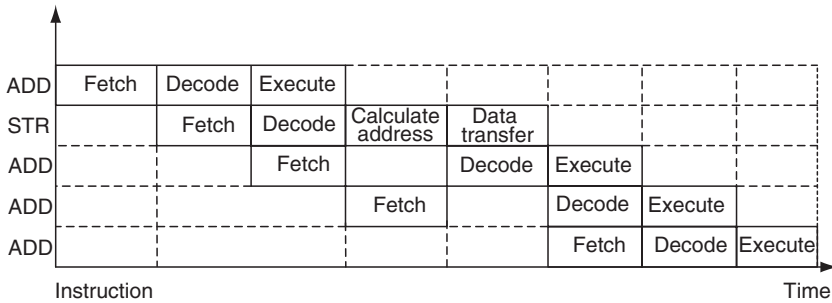 ADD Fetch Decode Execute
STR Fetch Decode Calculate address Data transfer
ADD Fetch Decode Execute
ADD Fetch Decode Execute
ADD Fetch Decode Execute
Instruction Time